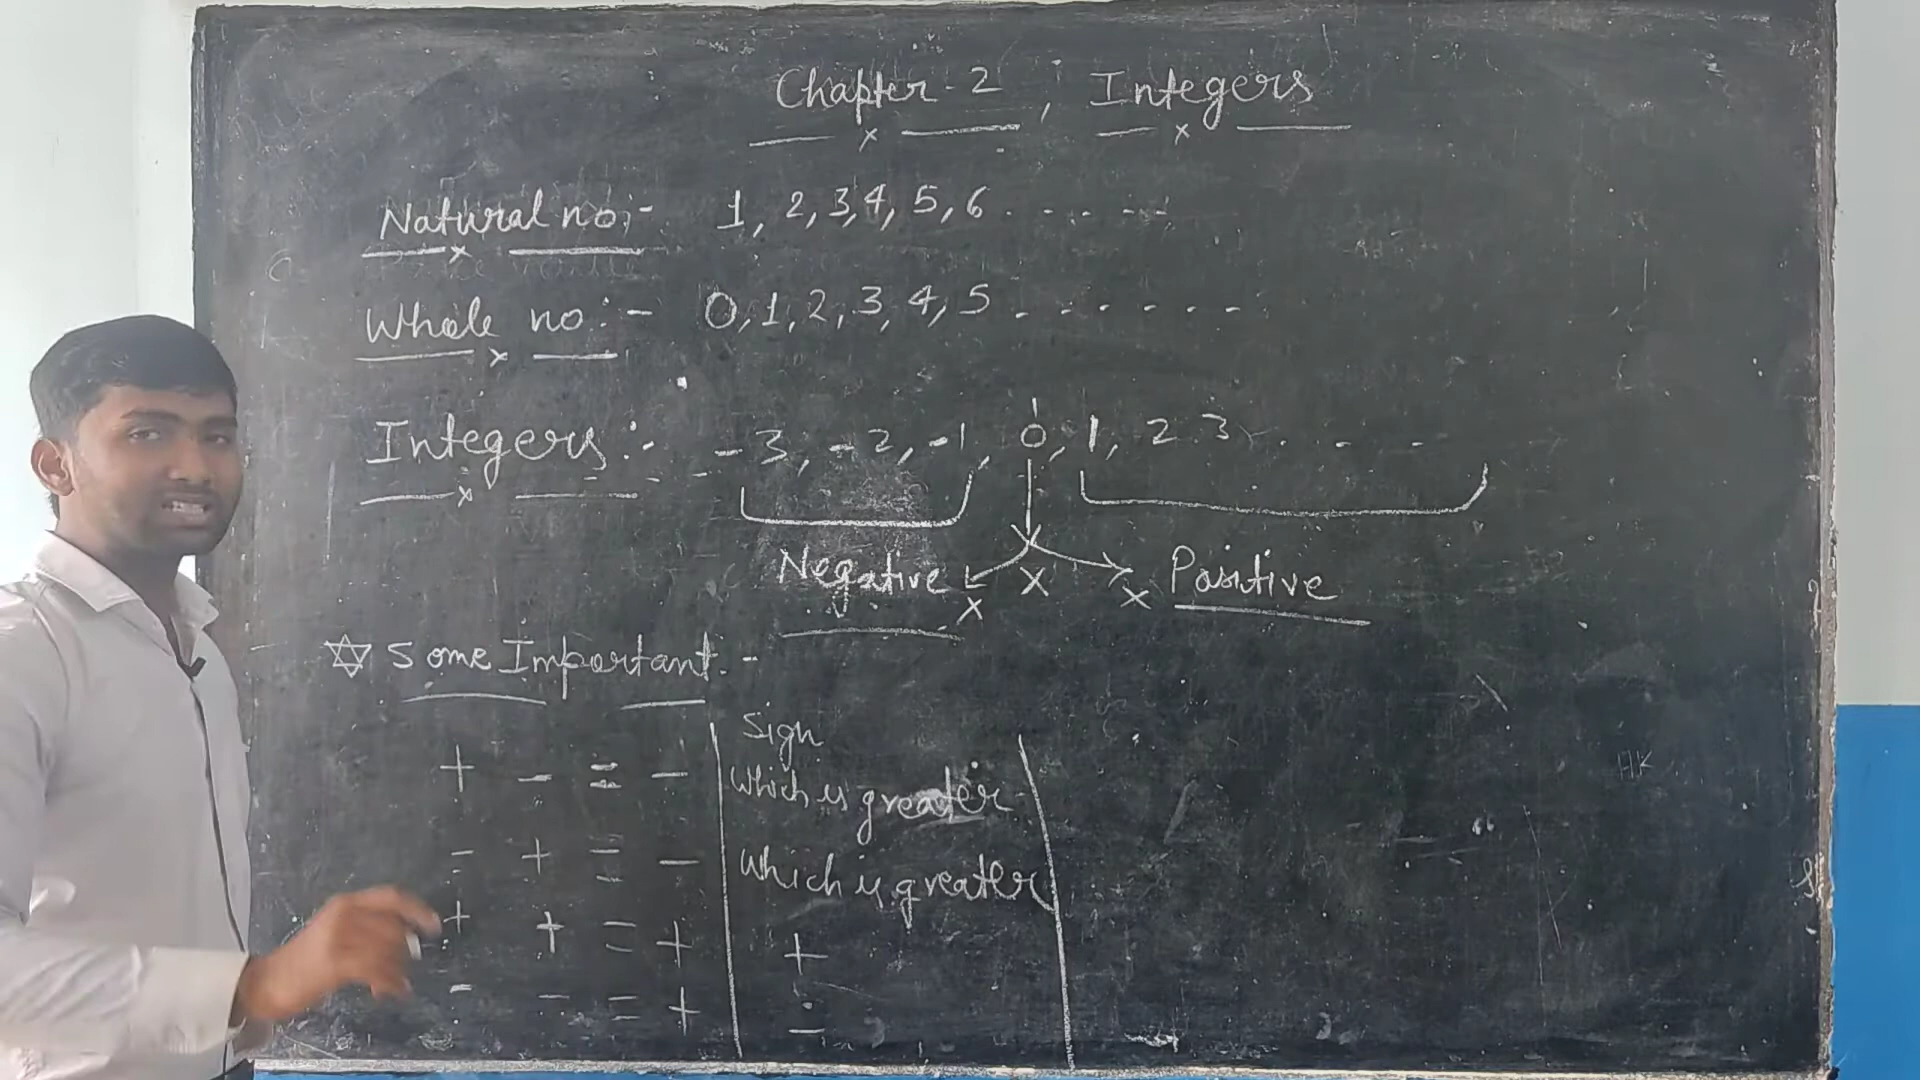 Chapter-2, Integers
Natural no:- 1, 2, 3, 4, 5, 6 . . . . .
Whole no:- 0, 1, 2, 3, 4, 5 . . . . . .
Integers:- - - -3, -2, -1, 0, 1, 2 3 . . . .
Negative x x x Positive
Some Important:-
Sign
+ - = - which is greater
- + = - which is greater
+ + = + +
- - = + -
HK